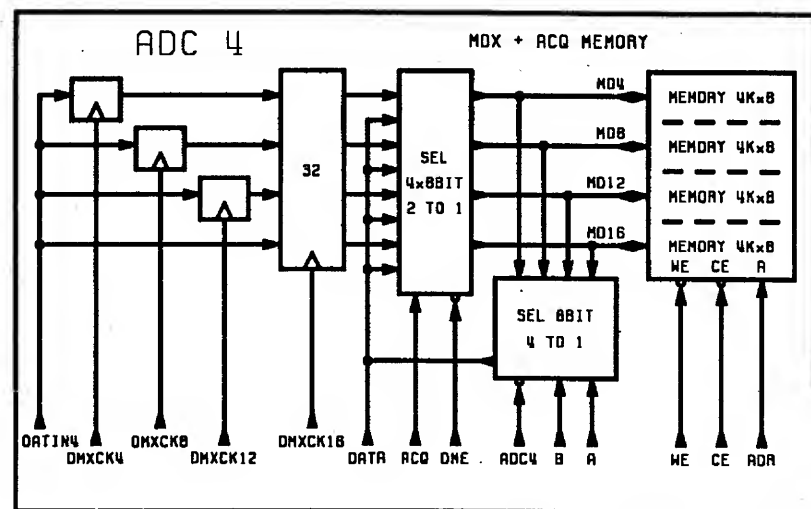 ADC 4
MDX + ACQ MEMORY
MD4
MEMORY 4Kx8
MD8
MEMORY 4Kx8
32
SEL
4x8BIT
2 TO 1
MD12
MEMORY 4Kx8
MD16
MEMORY 4Kx8
WE CE A
SEL 8BIT
4 TO 1
DATIN4
DMXCK4
DMXCK8
DMXCK12
DMXCK16
DATA
ACQ
DNE
ADC4
B
A
WE
CE
ADR